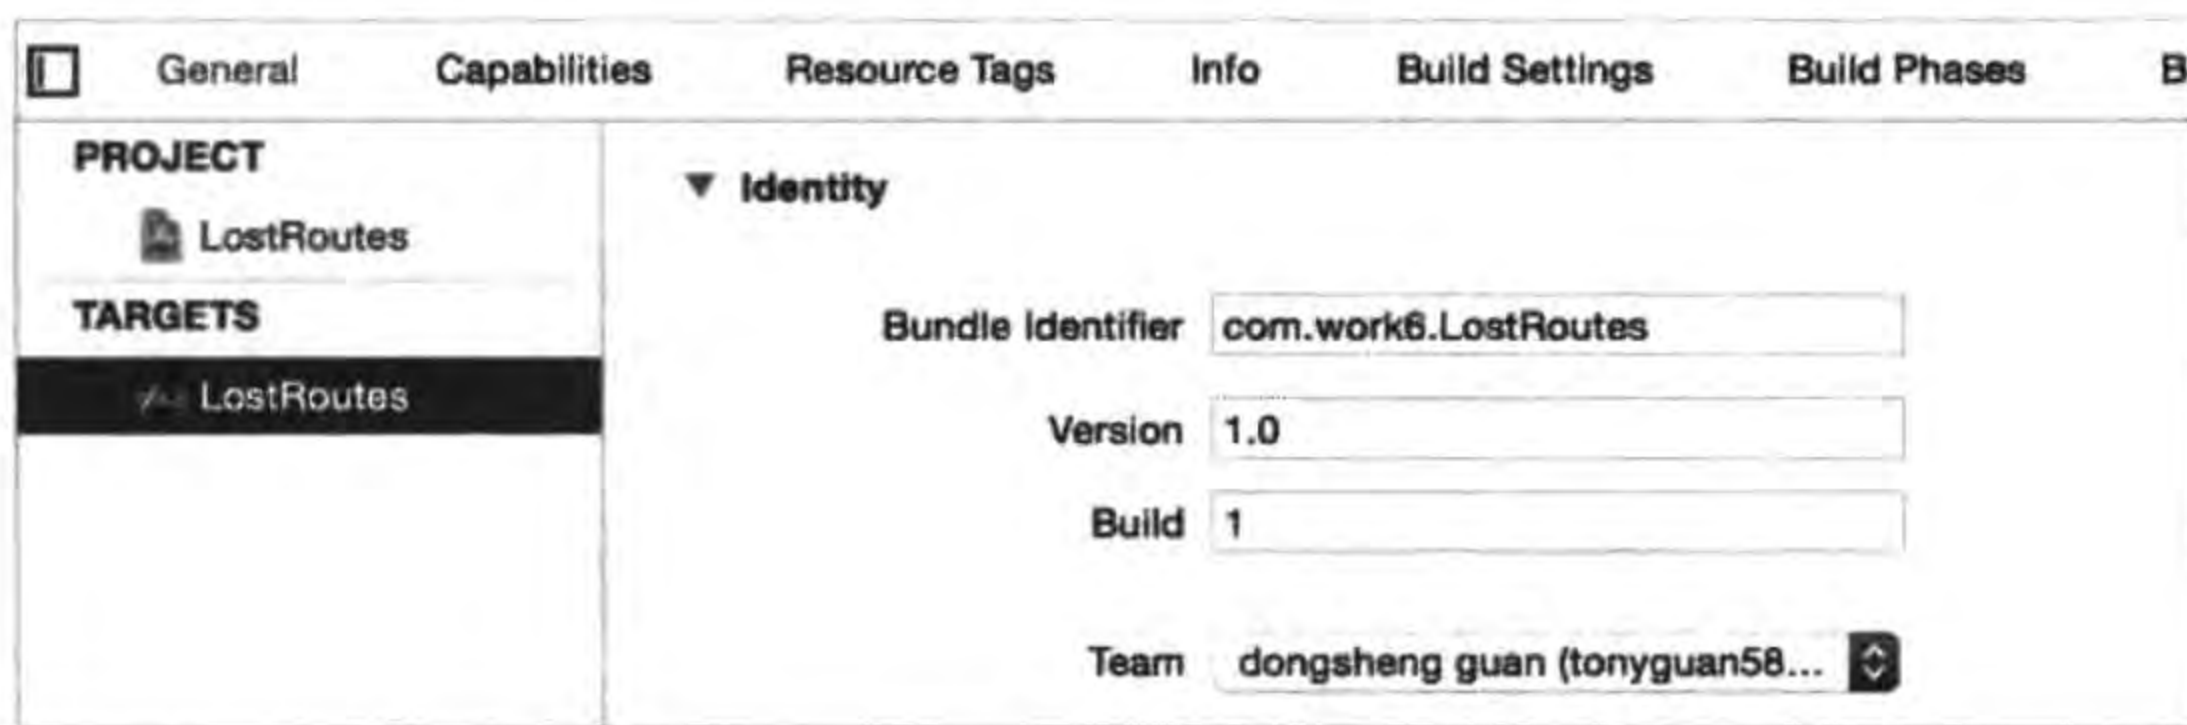 General Capabilities Resource Tags Info Build Settings Build Phases B
PROJECT
LostRoutes
TARGETS
LostRoutes
Identity
Bundle Identifier com.work6.LostRoutes
Version 1.0
Build 1
Team dongsheng guan (tonyguan58...